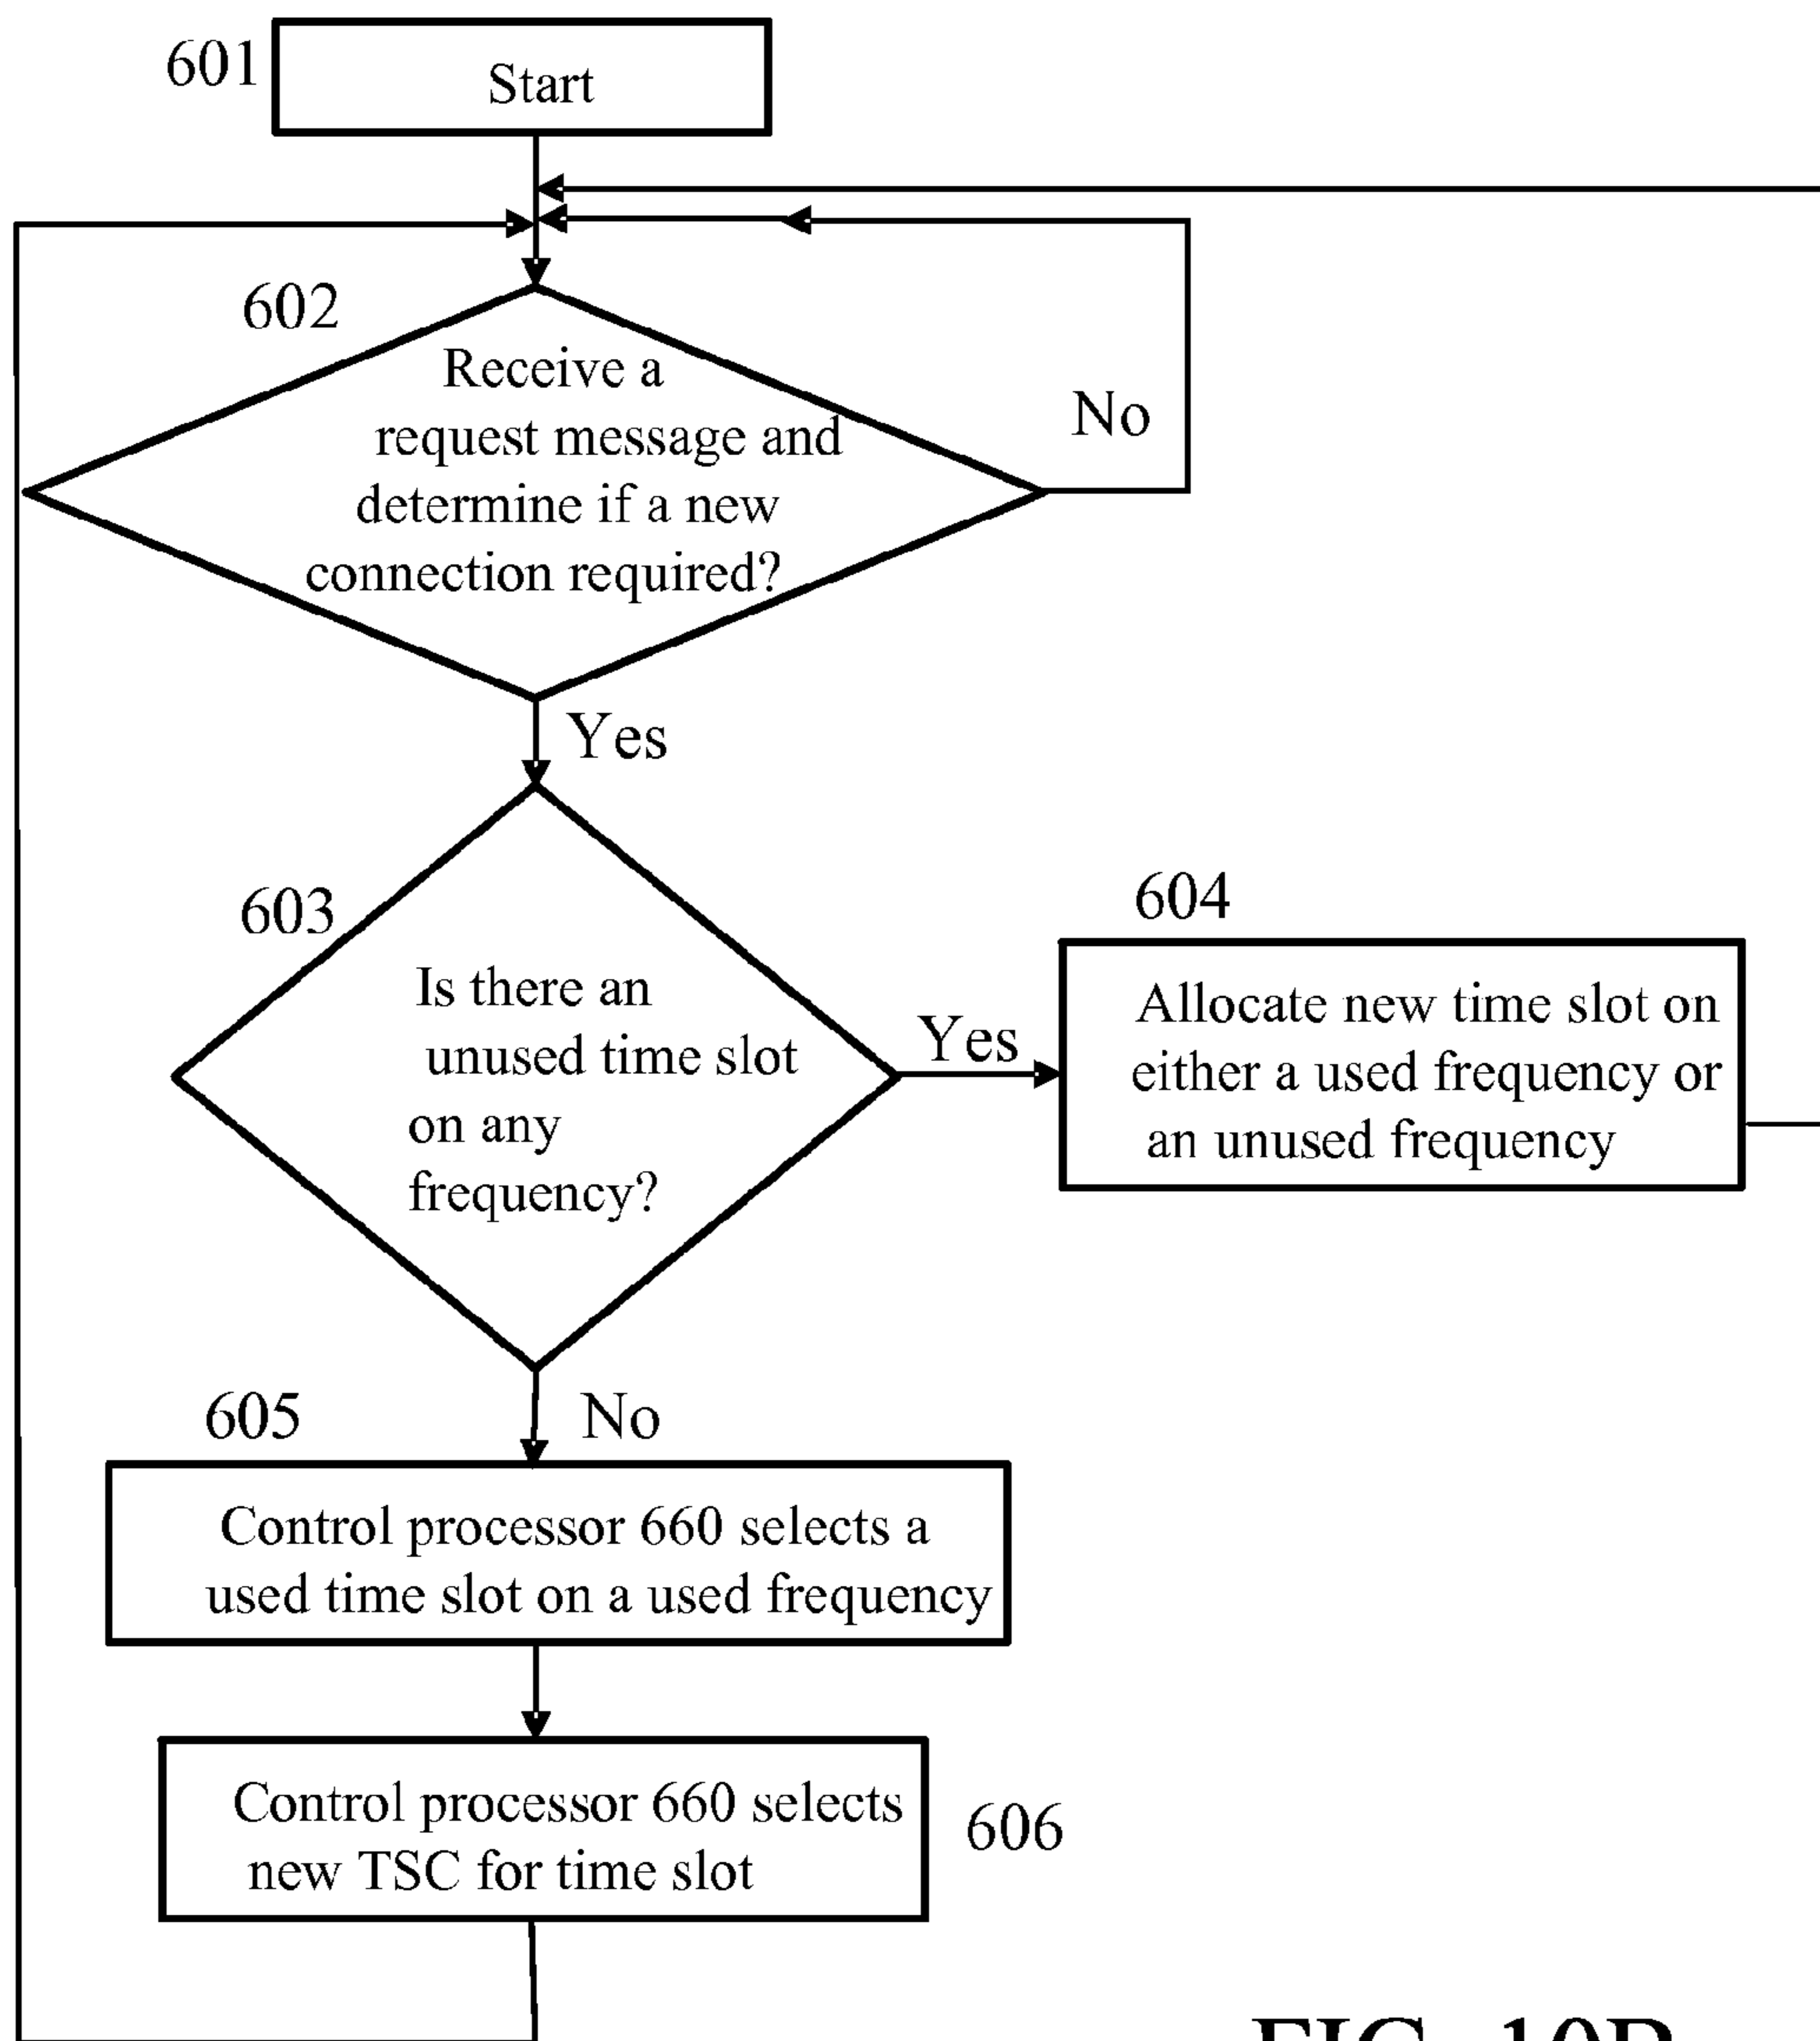 601
Start
602
Receive a
request message and
determine if a new
connection required?
No
Yes
603
Is there an
unused time slot
on any
frequency?
Yes
604
Allocate new time slot on
either a used frequency or
an unused frequency
605
No
Control processor 660 selects a
used time slot on a used frequency
Control processor 660 selects
new TSC for time slot
606
FIG. 10B